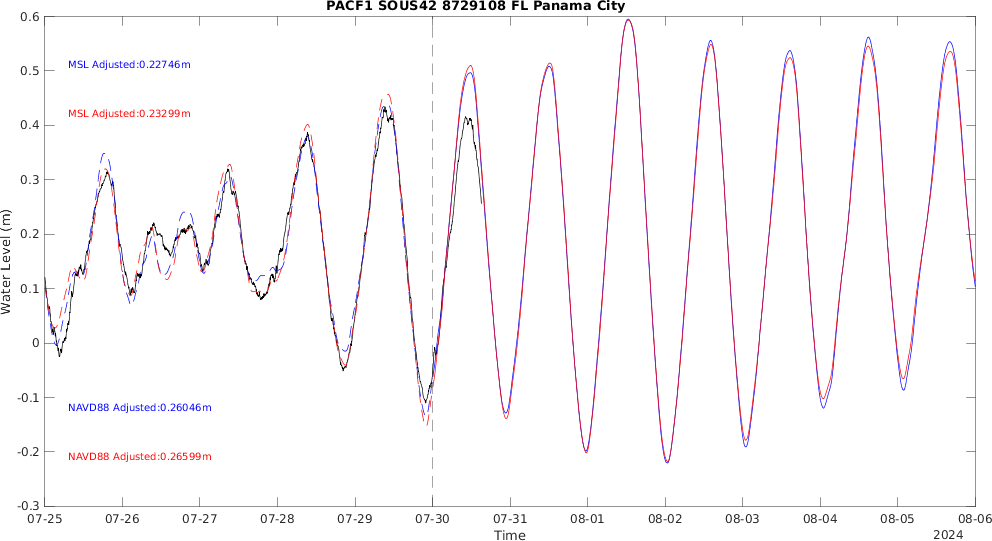 PACF1 SOUS42 8729108 FL Panama City
0.6
0.5
0.4
0.3
0.2
0.1
0
-0.1
-0.2
-0.3
Water Level (m)
MSL Adjusted:0.22746m
MSL Adjusted:0.23299m
NAVD88 Adjusted:0.26046m
NAVD88 Adjusted:0.26599m
07-25 07-26 07-27 07-28 07-29 07-30 07-31 08-01 08-02 08-03 08-04 08-05 08-06
Time
2024